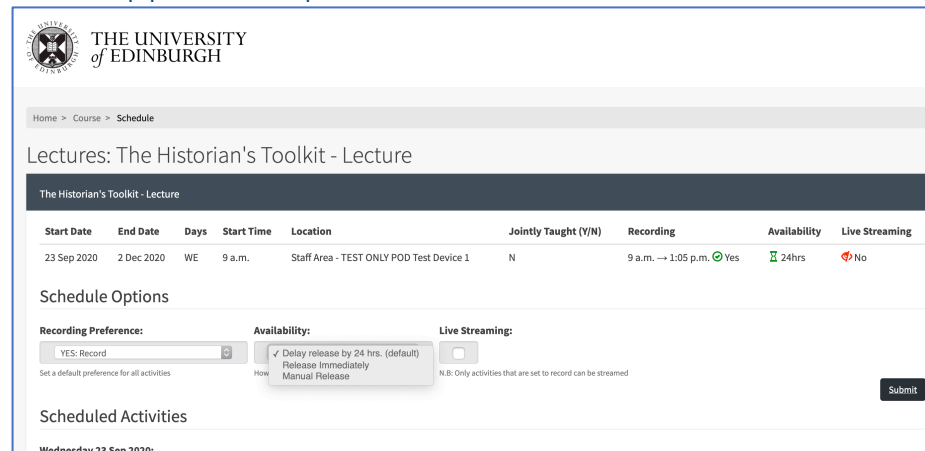 THE UNIVERSITY
of EDINBURGH
Home > Course > Schedule
Lectures: The Historian's Toolkit - Lecture
The Historian's Toolkit - Lecture
Start Date End Date Days Start Time Location Jointly Taught (Y/N) Recording Availability Live Streaming
23 Sep 2020 2 Dec 2020 WE 9 a.m. Staff Area - TEST ONLY POD Test Device 1 N 9 a.m. → 1:05 p.m. Yes 24hrs No
Schedule Options
Recording Preference: Availability: Live Streaming:
YES: Record ✓ Delay release by 24 hrs. (default)
Release Immediately
Manual Release
Set a default preference for all activities How N.B: Only activities that are set to record can be streamed
Submit
Scheduled Activities
Wednesday 23 Sep 2020: